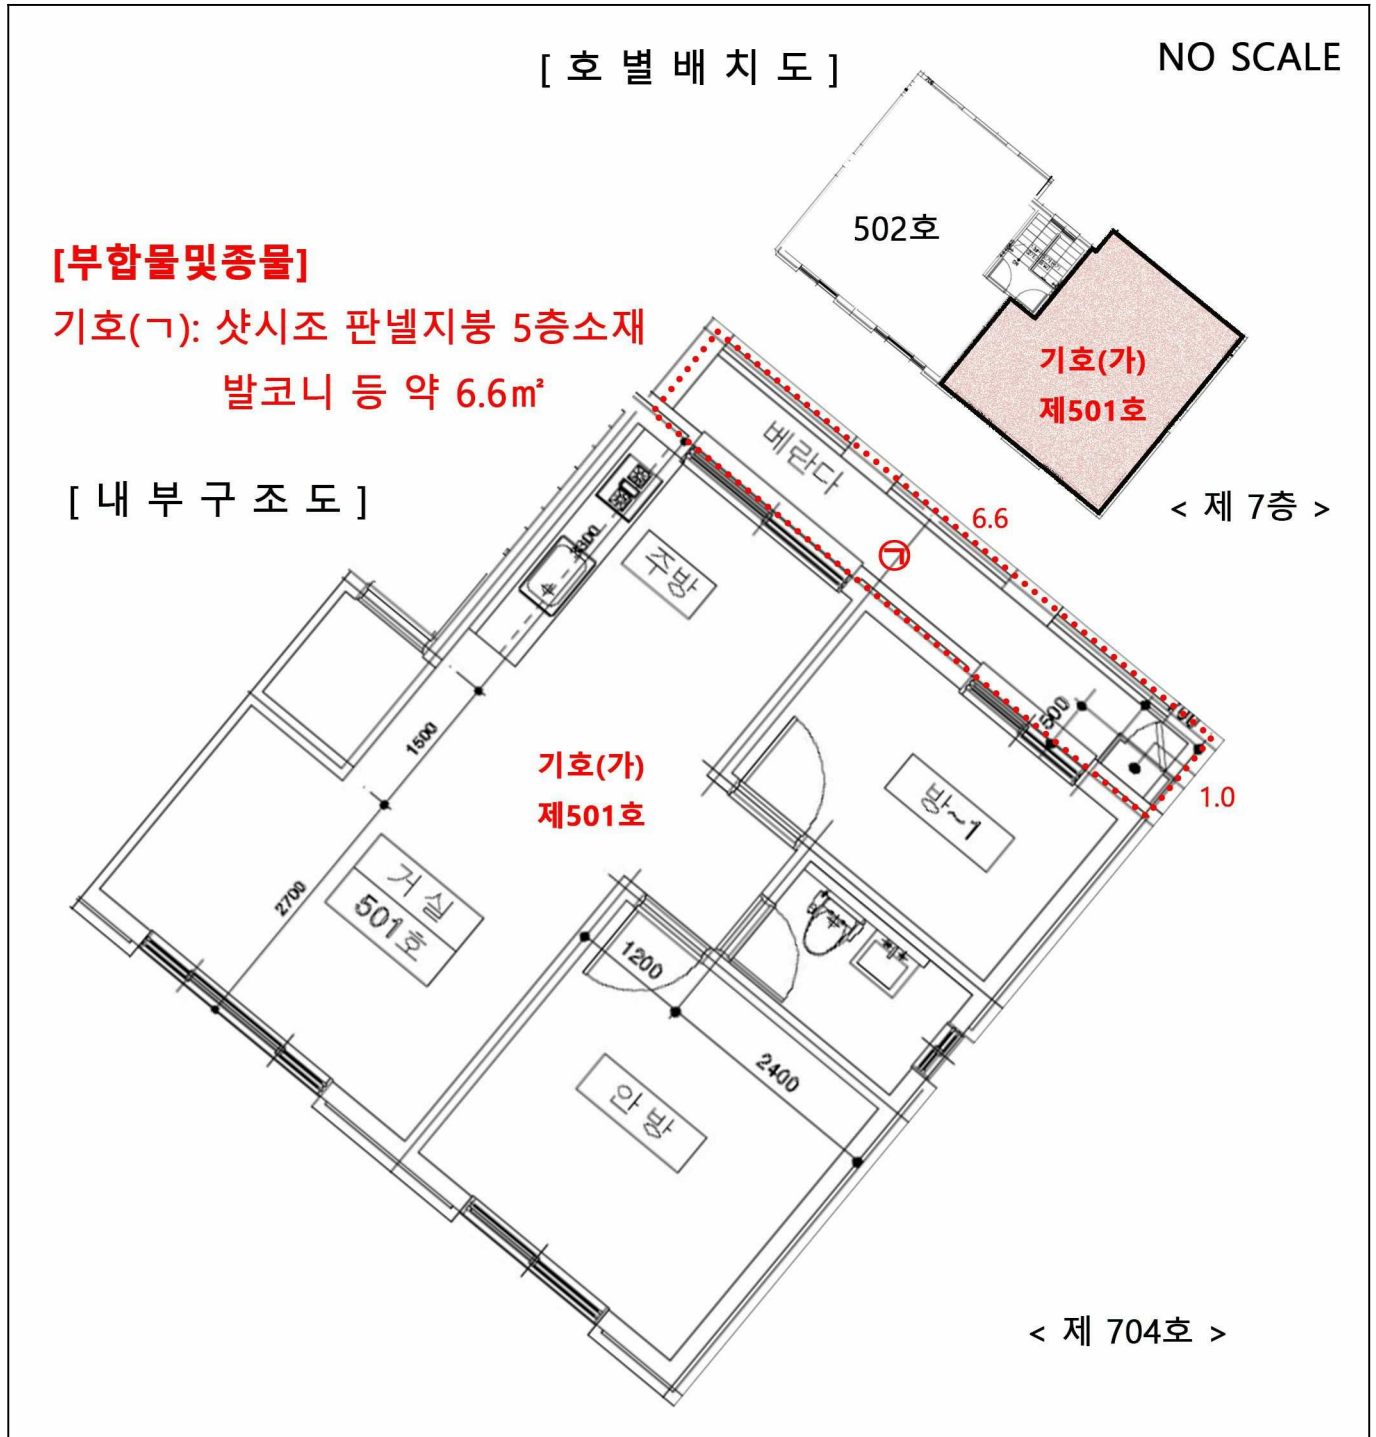 [ 호 별 배 치 도 ]
NO SCALE
502호
[부합물및종물]
기호(ㄱ): 샷시조 판넬지붕 5층소재
발코니 등 약 6.6㎡
기호(가)
제501호
< 제 7층 >
[ 내 부 구 조 도 ]
베란다
6.6
ㄱ
3300
주방
500
700
1.0
1500
기호(가)
제501호
방~1
2700
거실
501호
1200
2400
안방
< 제 704호 >